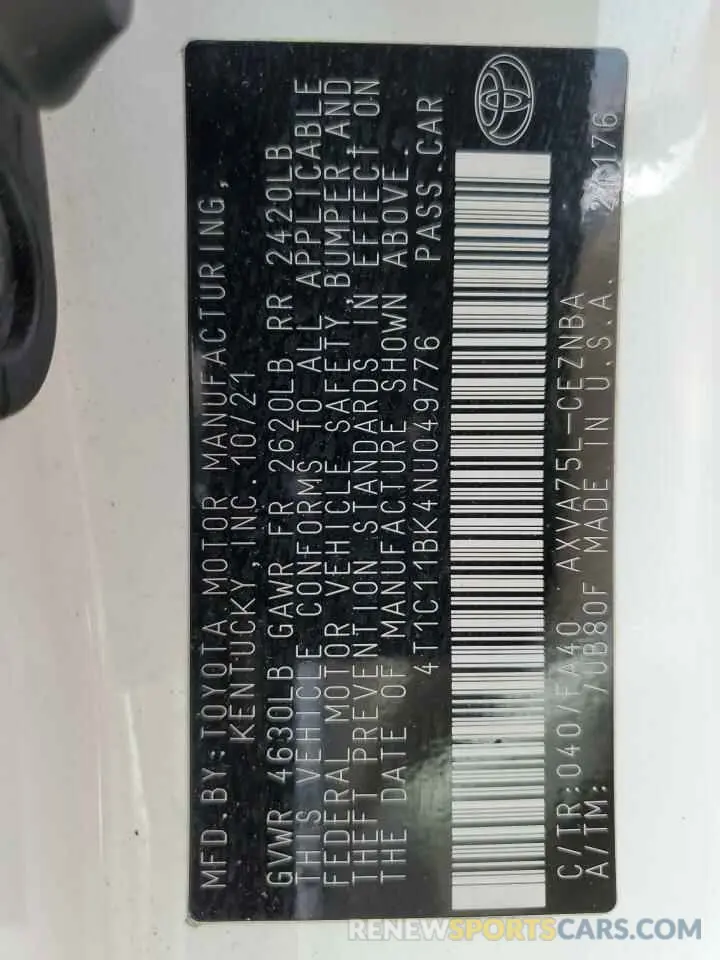 MFD.BY:TOYOTA MOTOR MANUFACTURING,
KENTUCKY,INC.10/21
GVWR 4630LB GAWR FR 2620LB RR 2420LB
THIS VEHICLE CONFORMS TO ALL APPLICABLE
FEDERAL MOTOR VEHICLE SAFETY,BUMPER,AND
THEFT PREVENTION STANDARDS IN EFFECT ON
THE DATE OF MANUFACTURE SHOWN ABOVE.
4T1C11BK4NU049776 PASS.CAR
C/TR:040/FA40 AXVA75L-CEZNBA
A/TM: /UB80F MADE IN U.S.A.
RENEWSPORTSCARS.COM